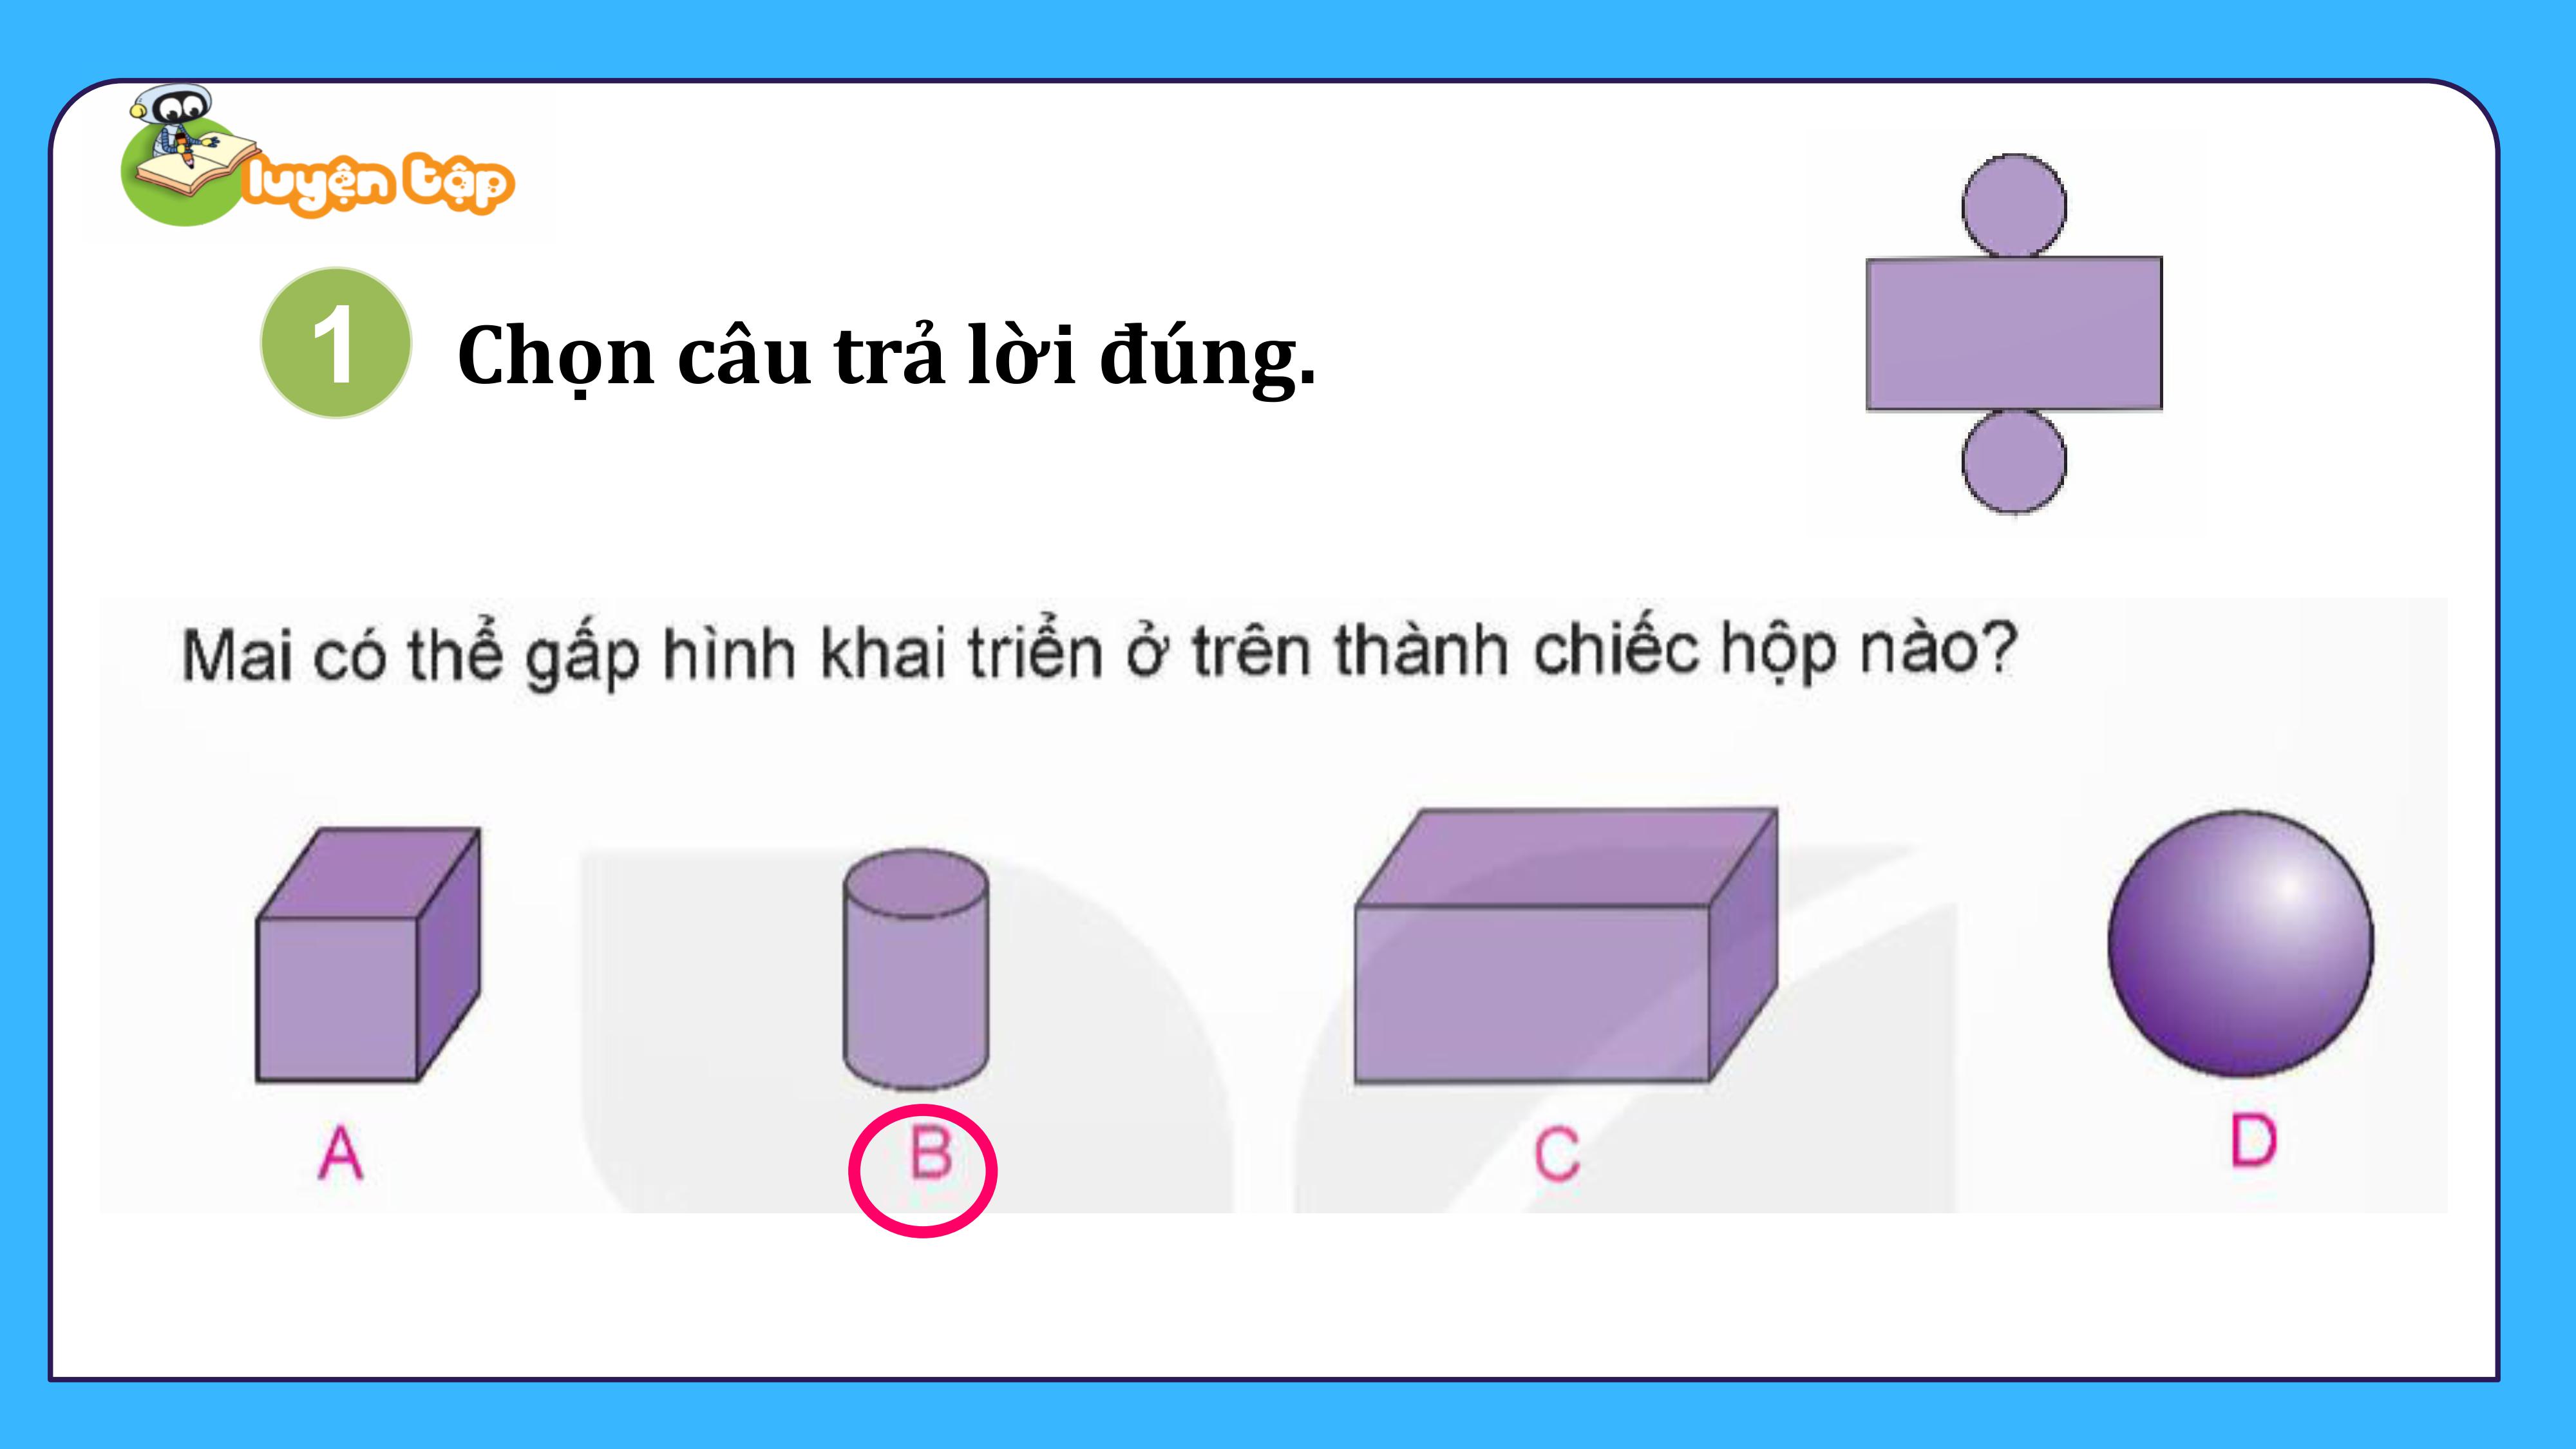 luyện tập
1
Chọn câu trả lời đúng.
Mai có thể gấp hình khai triển ở trên thành chiếc hộp nào?
A
B
C
D